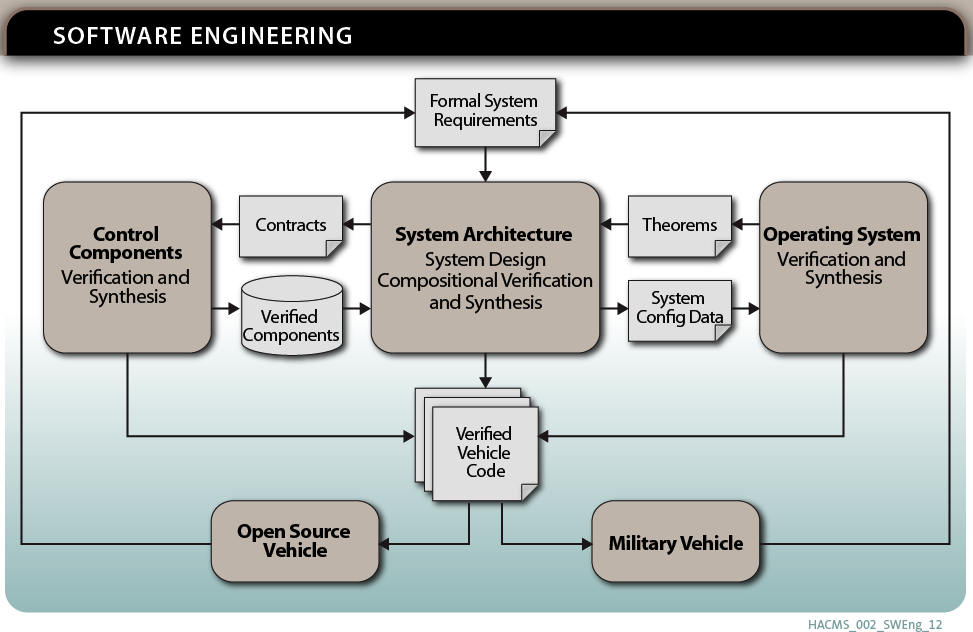 SOFTWARE ENGINEERING
Formal System
Requirements
Control
Components
Verification and
Synthesis
Contracts
Verified
Components
System Architecture
System Design
Compositional Verification
and Synthesis
Theorems
System
Config Data
Operating System
Verification and
Synthesis
Verified
Vehicle
Code
Open Source
Vehicle
Military Vehicle
HACMS_002_SWEng_12